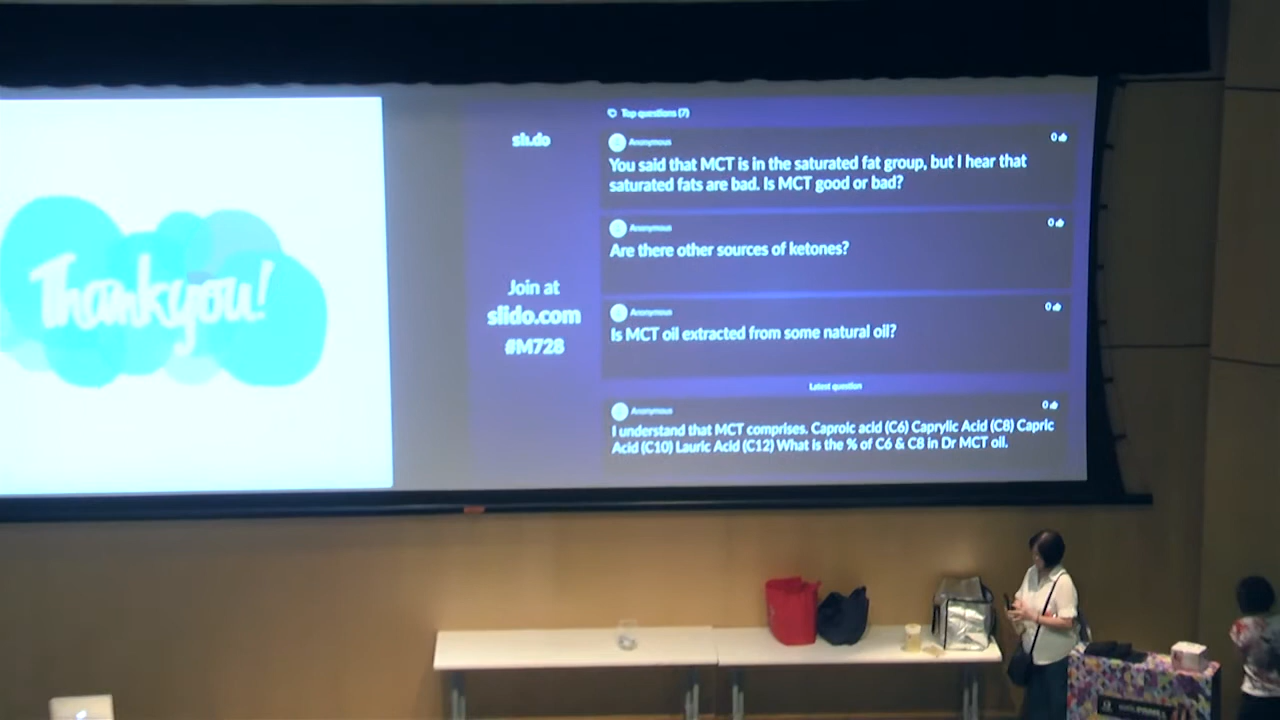 Thankyou!
sli.do
Join at
slido.com
#M728
Top questions (7)
Anonymous
0
You said that MCT is in the saturated fat group, but I hear that
saturated fats are bad. Is MCT good or bad?
Anonymous
0
Are there other sources of ketones?
Anonymous
0
Is MCT oil extracted from some natural oil?
Latest question
Anonymous
0
I understand that MCT comprises. Caproic acid (C6) Caprylic Acid (C8) Capric
Acid (C10) Lauric Acid (C12) What is the % of C6 & C8 in Dr MCT oil.